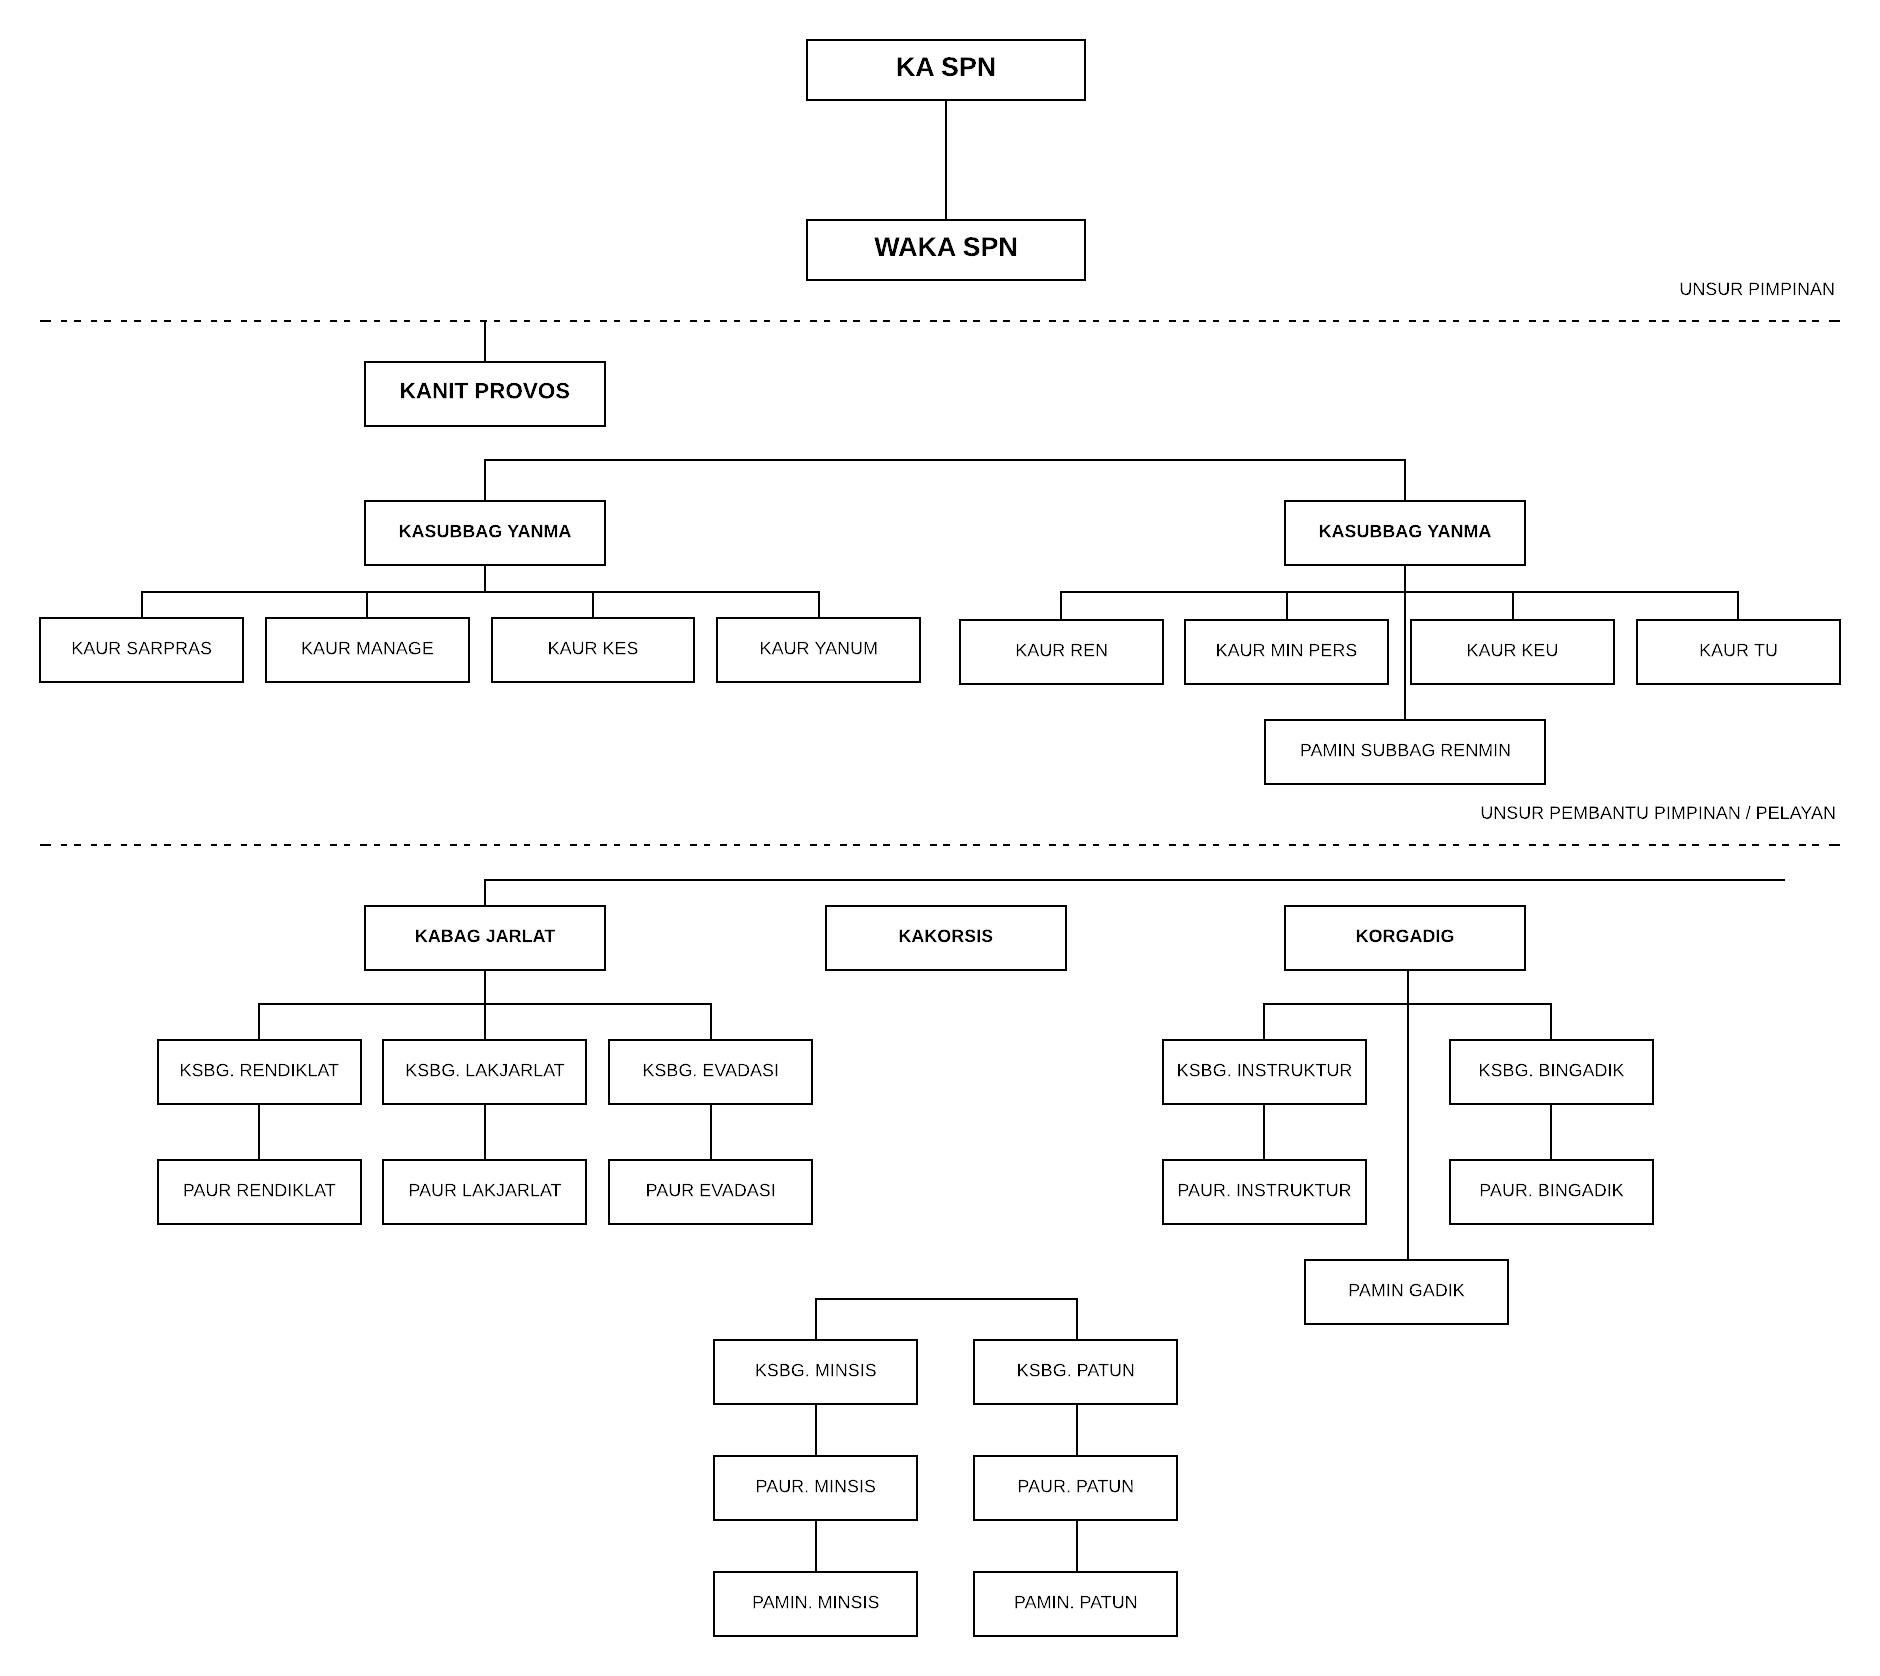 KA SPN
WAKA SPN
UNSUR PIMPINAN
KANIT PROVOS
KASUBBAG YANMA
KASUBBAG YANMA
KAUR SARPRAS
KAUR MANAGE
KAUR KES
KAUR YANUM
KAUR REN
KAUR MIN PERS
KAUR KEU
KAUR TU
PAMIN SUBBAG RENMIN
UNSUR PEMBANTU PIMPINAN / PELAYAN
KABAG JARLAT
KAKORSIS
KORGADIG
KSBG. RENDIKLAT
KSBG. LAKJARLAT
KSBG. EVADASI
KSBG. INSTRUKTUR
KSBG. BINGADIK
PAUR RENDIKLAT
PAUR LAKJARLAT
PAUR EVADASI
PAUR. INSTRUKTUR
PAUR. BINGADIK
PAMIN GADIK
KSBG. MINSIS
KSBG. PATUN
PAUR. MINSIS
PAUR. PATUN
PAMIN. MINSIS
PAMIN. PATUN